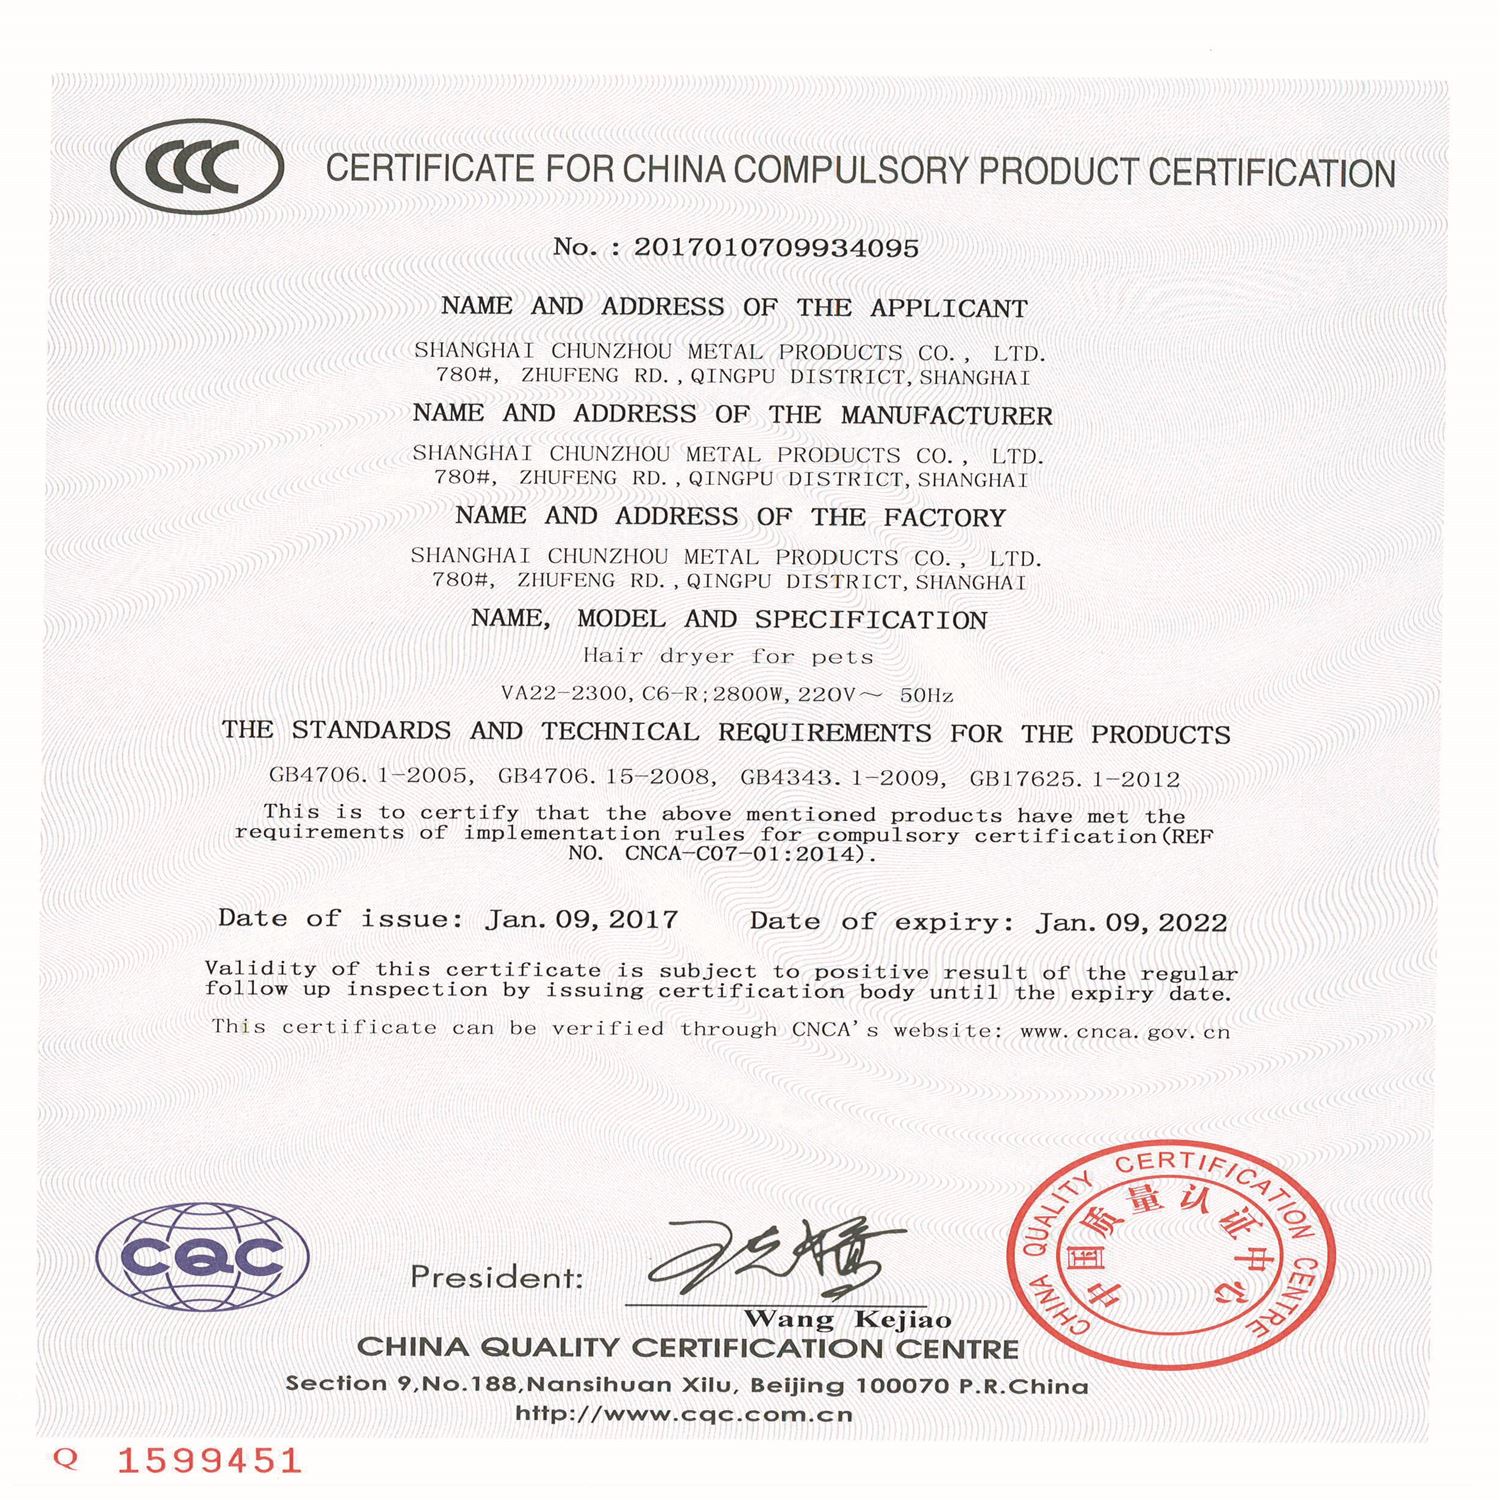 CCC
CERTIFICATE FOR CHINA COMPULSORY PRODUCT CERTIFICATION
No. : 2017010709934095
NAME AND ADDRESS OF THE APPLICANT
SHANGHAI CHUNZHOU METAL PRODUCTS CO., LTD.
780#, ZHUFENG RD.,QINGPU DISTRICT,SHANGHAI
NAME AND ADDRESS OF THE MANUFACTURER
SHANGHAI CHUNZHOU METAL PRODUCTS CO., LTD.
780#, ZHUFENG RD.,QINGPU DISTRICT,SHANGHAI
NAME AND ADDRESS OF THE FACTORY
SHANGHAI CHUNZHOU METAL PRODUCTS CO., LTD.
780#, ZHUFENG RD.,QINGPU DISTRICT,SHANGHAI
NAME, MODEL AND SPECIFICATION
Hair dryer for pets
VA22-2300,C6-R;2800W,220V～ 50Hz
THE STANDARDS AND TECHNICAL REQUIREMENTS FOR THE PRODUCTS
GB4706.1-2005, GB4706.15-2008, GB4343.1-2009, GB17625.1-2012
This is to certify that the above mentioned products have met the
requirements of implementation rules for compulsory certification(REF
NO. CNCA-C07-01:2014).
Date of issue: Jan.09,2017 Date of expiry: Jan.09,2022
Validity of this certificate is subject to positive result of the regular
follow up inspection by issuing certification body until the expiry date.
This certificate can be verified through CNCA's website: www.cnca.gov.cn
CQC
President:
王克娇
Wang Kejiao
CHINA QUALITY CERTIFICATION CENTRE
中国质量认证中心
CHINA QUALITY CERTIFICATION CENTRE
Section 9,No.188,Nansihuan Xilu, Beijing 100070 P.R.China
http://www.cqc.com.cn
Q 1599451